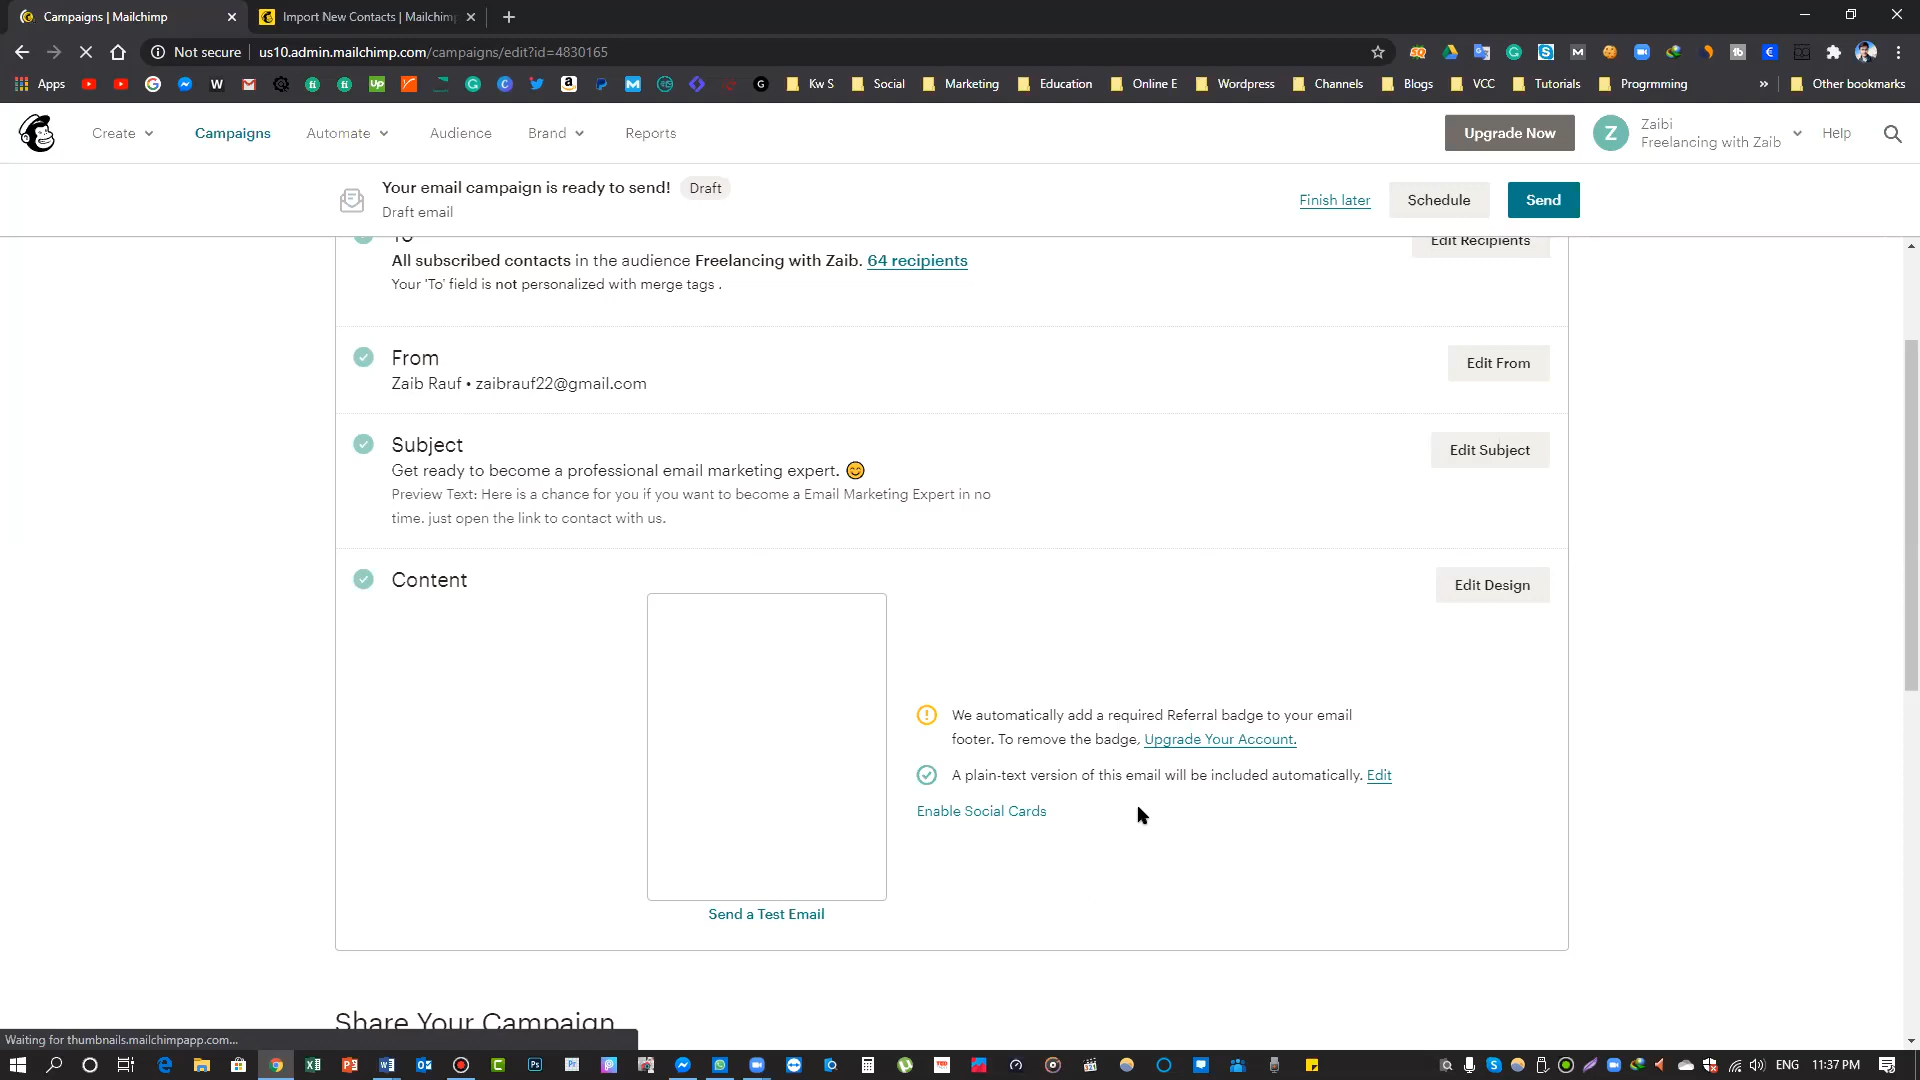 Campaigns | Mailchimp
Import New Contacts | Mailchimp
Not secure us10.admin.mailchimp.com/campaigns/edit?id=4830165
Apps Kw S Social Marketing Education Online E Wordpress Channels Blogs VCC Tutorials Progrmming » Other bookmarks
Create Campaigns Automate Audience Brand Reports Upgrade Now Z Zaibi Help
Freelancing with Zaib
Your email campaign is ready to send! Draft
Draft email
Finish later Schedule Send
To Edit Recipients
All subscribed contacts in the audience Freelancing with Zaib. 64 recipients
Your 'To' field is not personalized with merge tags .
From Edit From
Zaib Rauf • zaibrauf22@gmail.com
Subject Edit Subject
Get ready to become a professional email marketing expert. 😊
Preview Text: Here is a chance for you if you want to become a Email Marketing Expert in no
time. just open the link to contact with us.
Content Edit Design
We automatically add a required Referral badge to your email
footer. To remove the badge, Upgrade Your Account.
A plain-text version of this email will be included automatically. Edit
Enable Social Cards
Send a Test Email
Share Your Campaign
Waiting for thumbnails.mailchimpapp.com...
ENG 11:37 PM